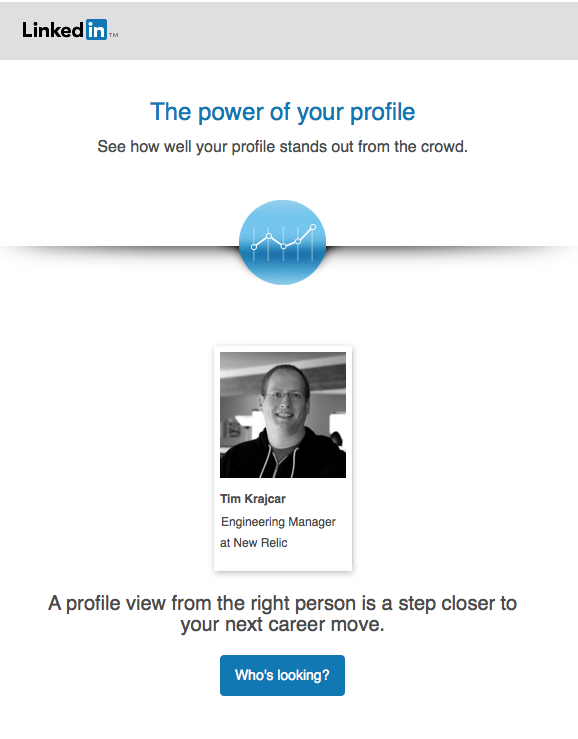 LinkedIn™
The power of your profile
See how well your profile stands out from the crowd.
Tim Krajcar
Engineering Manager
at New Relic
A profile view from the right person is a step closer to
your next career move.
Who's looking?